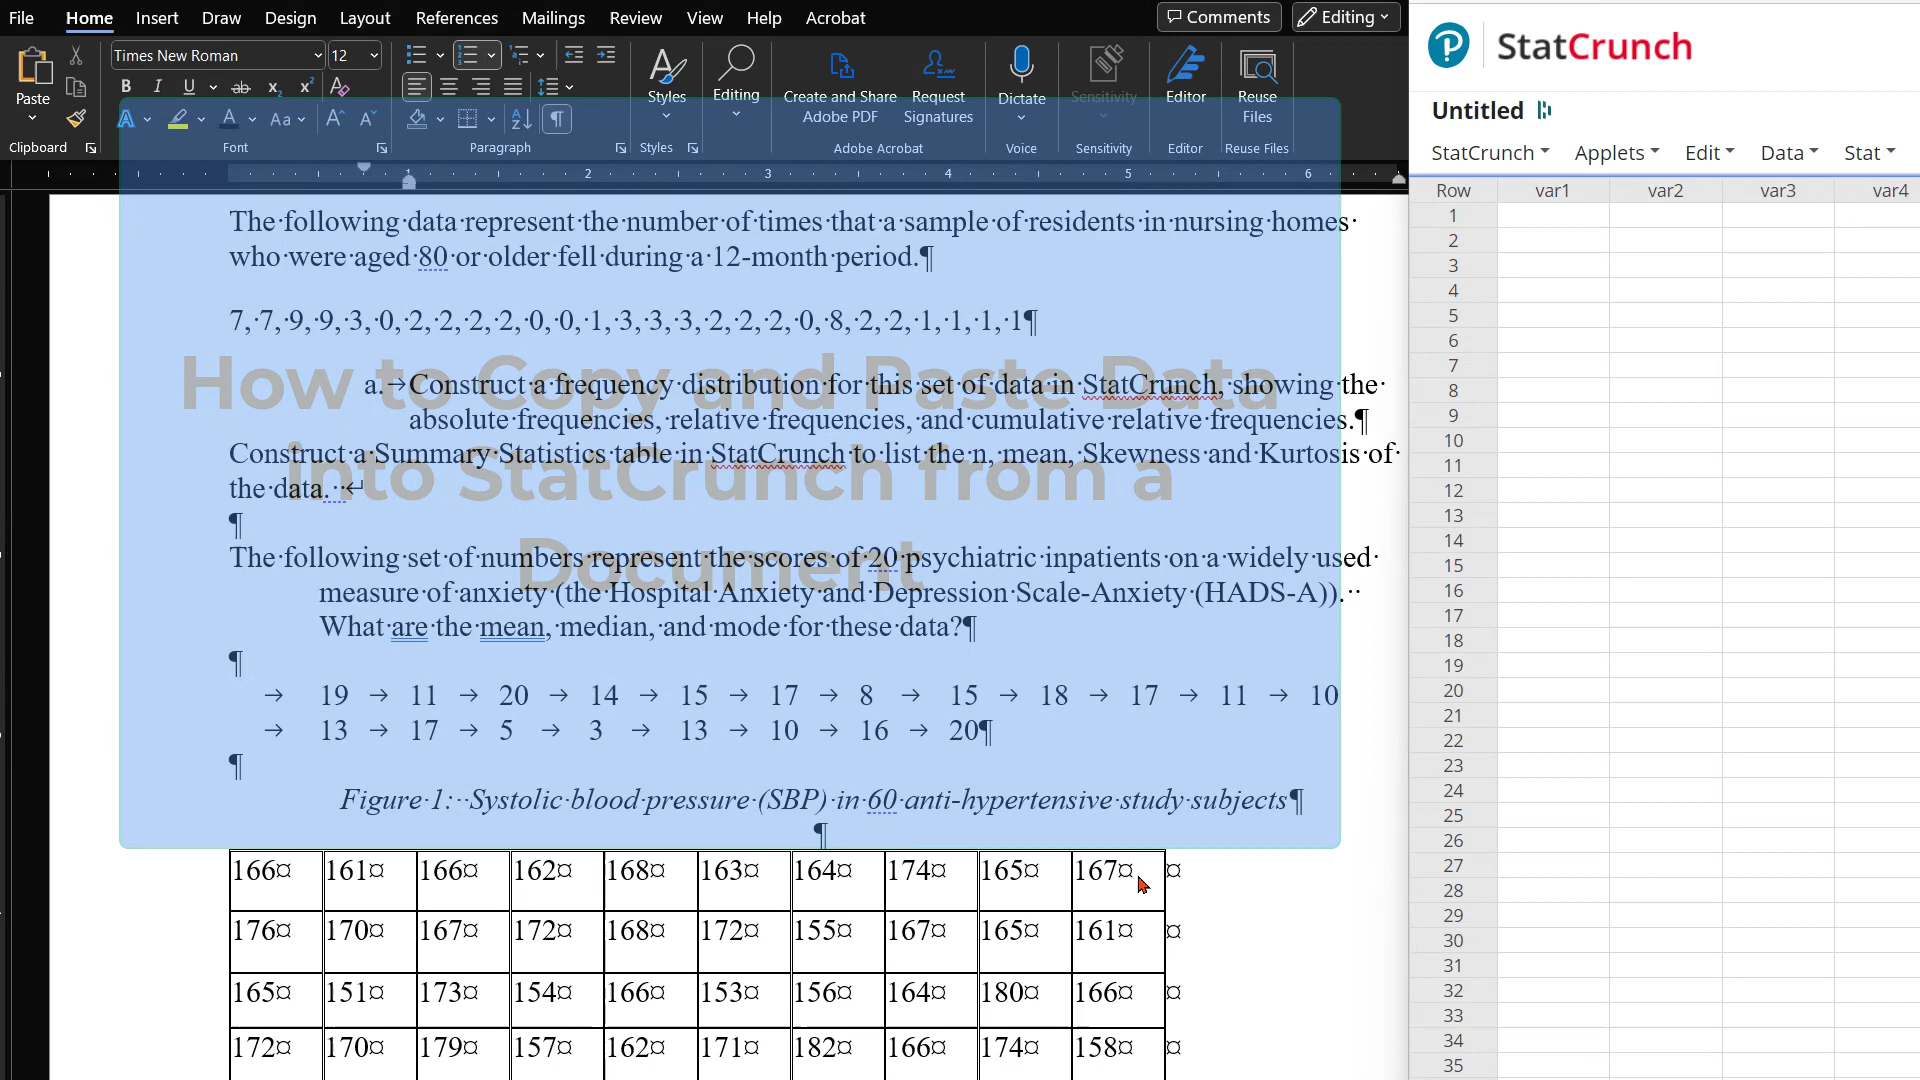 File Home Insert Draw Design Layout References Mailings Review View Help Acrobat Comments Editing
Times New Roman 12
Paste
B I U ab x₂ x² A
A A Aa A A
Styles Editing Create and Share Adobe PDF Request Signatures Dictate Sensitivity Editor Reuse Files
Clipboard Font Paragraph Styles Adobe Acrobat Voice Sensitivity Editor Reuse Files
1 2 3 4 5 6
The·following·data·represent·the·number·of·times·that·a·sample·of·residents·in·nursing·homes·
who·were·aged·80·or·older·fell·during·a·12-month·period.¶
7,·7,·9,·9,·3,·0,·2,·2,·2,·2,·0,·0,·1,·3,·3,·3,·2,·2,·2,·0,·8,·2,·2,·1,·1,·1,·1¶
a.→Construct·a·frequency·distribution·for·this·set·of·data·in·StatCrunch,·showing·the·
absolute·frequencies,·relative·frequencies,·and·cumulative·relative·frequencies.¶
Construct·a·Summary·Statistics·table·in·StatCrunch·to·list·the·n,·mean,·Skewness·and·Kurtosis·of·
the·data.··↵
¶
The·following·set·of·numbers·represent·the·scores·of·20·psychiatric·inpatients·on·a·widely·used·
measure·of·anxiety·(the·Hospital·Anxiety·and·Depression·Scale-Anxiety·(HADS-A)).··
What·are·the·mean,·median,·and·mode·for·these·data?¶
¶
→ 19 → 11 → 20 → 14 → 15 → 17 → 8 → 15 → 18 → 17 → 11 → 10
→ 13 → 17 → 5 → 3 → 13 → 10 → 16 → 20¶
¶
Figure·1:··Systolic·blood·pressure·(SBP)·in·60·anti-hypertensive·study·subjects¶
¶
166¤ 161¤ 166¤ 162¤ 168¤ 163¤ 164¤ 174¤ 165¤ 167¤ ¤
176¤ 170¤ 167¤ 172¤ 168¤ 172¤ 155¤ 167¤ 165¤ 161¤ ¤
165¤ 151¤ 173¤ 154¤ 166¤ 153¤ 156¤ 164¤ 180¤ 166¤ ¤
172¤ 170¤ 179¤ 157¤ 162¤ 171¤ 182¤ 166¤ 174¤ 158¤ ¤
How to Copy and Paste Data
into StatCrunch from a
Document
P StatCrunch
Untitled
StatCrunch Applets Edit Data Stat
Row var1 var2 var3 var4
1
2
3
4
5
6
7
8
9
10
11
12
13
14
15
16
17
18
19
20
21
22
23
24
25
26
27
28
29
30
31
32
33
34
35